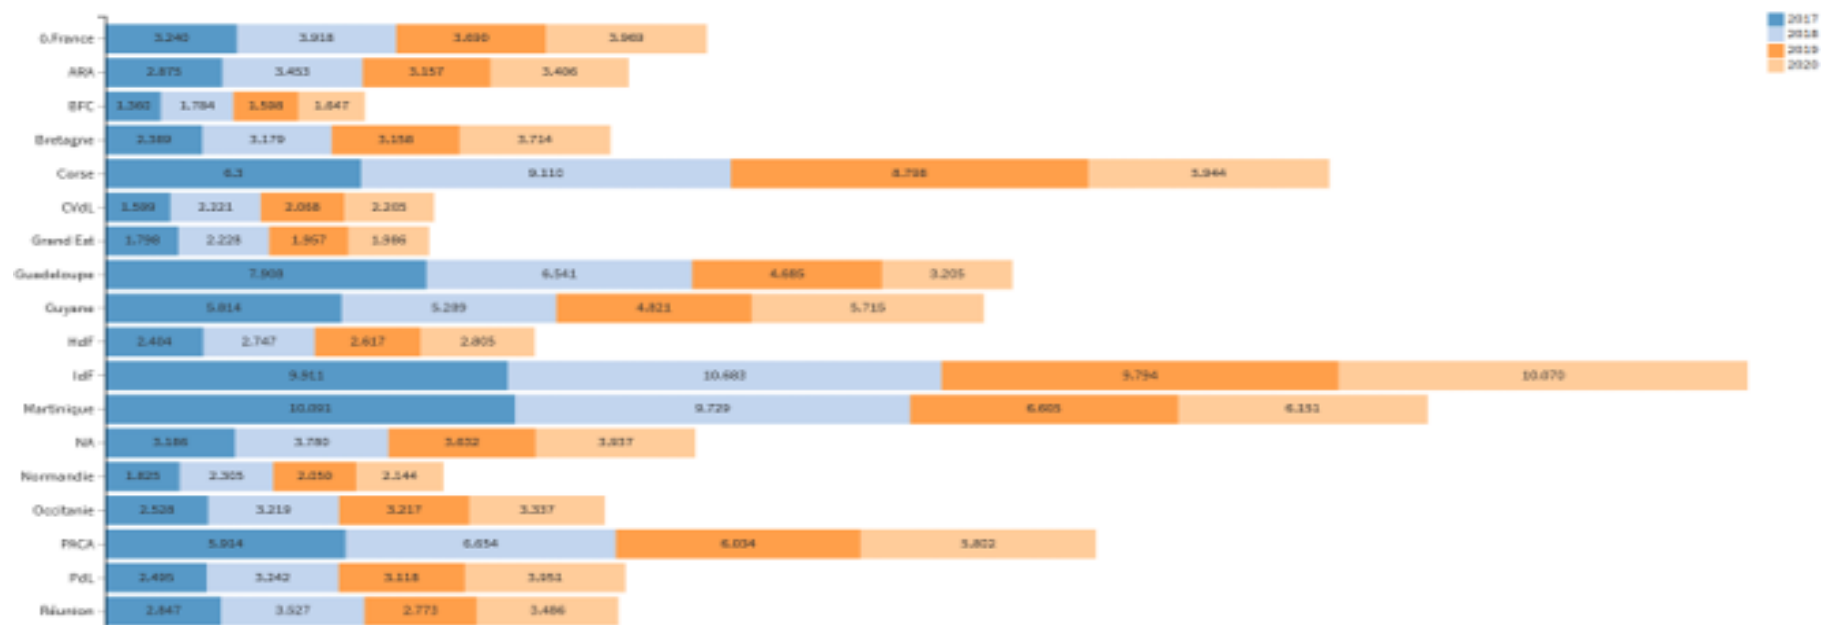 2017
2018
2019
2020
0.France 3.240 3.918 3.690 3.969
ARA 2.875 3.453 3.157 3.406
BFC 1.360 1.784 1.598 1.647
Bretagne 2.389 3.179 3.158 3.714
Corse 6.3 9.110 8.798 5.944
CVdL 1.599 2.221 2.068 2.205
Grand Est 1.798 2.228 1.957 1.986
Guadeloupe 7.908 6.541 4.685 3.205
Guyane 5.814 5.289 4.821 5.715
HdF 2.404 2.747 2.617 2.805
IdF 9.911 10.683 9.794 10.070
Martinique 10.091 9.729 6.605 6.151
NA 3.186 3.780 3.632 3.937
Normandie 1.825 2.305 2.050 2.144
Occitanie 2.528 3.219 3.217 3.337
PACA 5.914 6.654 6.034 5.802
PdL 2.495 3.242 3.118 3.951
Réunion 2.847 3.527 2.773 3.486